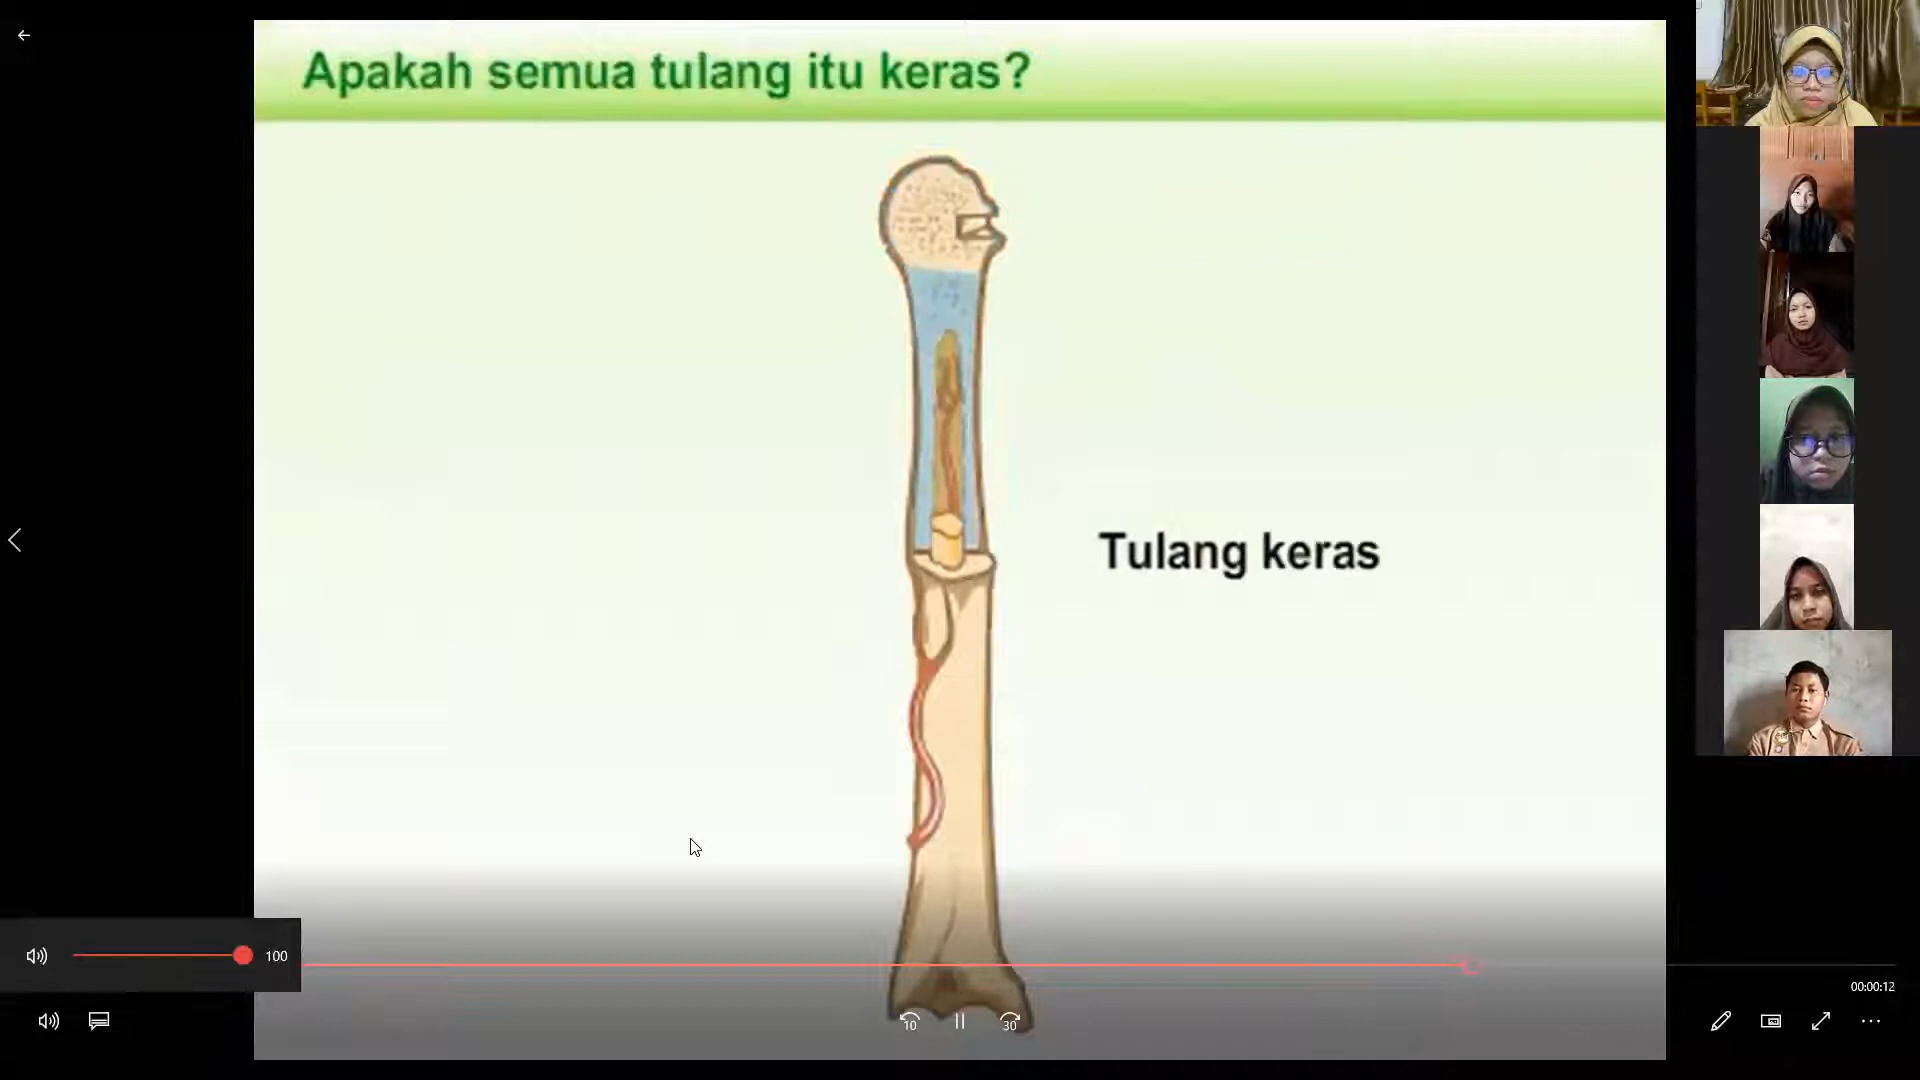 Apakah semua tulang itu keras?
Tulang keras
100
00:00:12
10
30